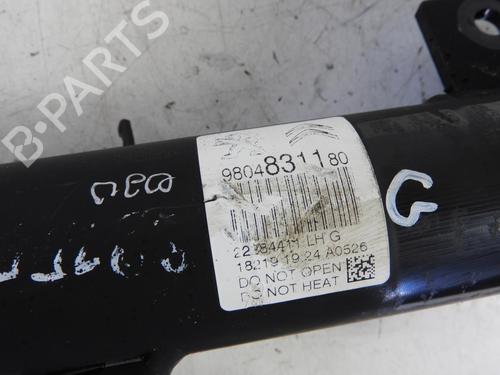 B-PARTS
9804831180
22284411 LH G
18219 19:24 A0526
DO NOT OPEN
DO NOT HEAT
G